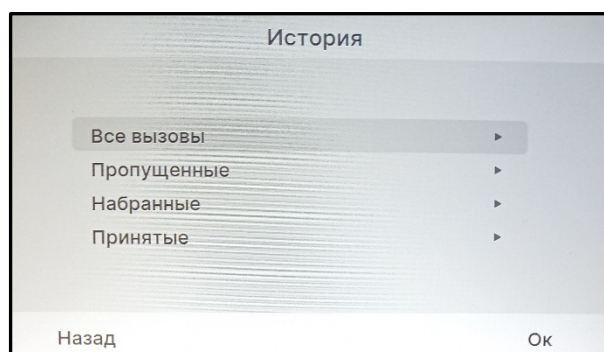 История
Все вызовы
Пропущенные
Набранные
Принятые
Назад Ок